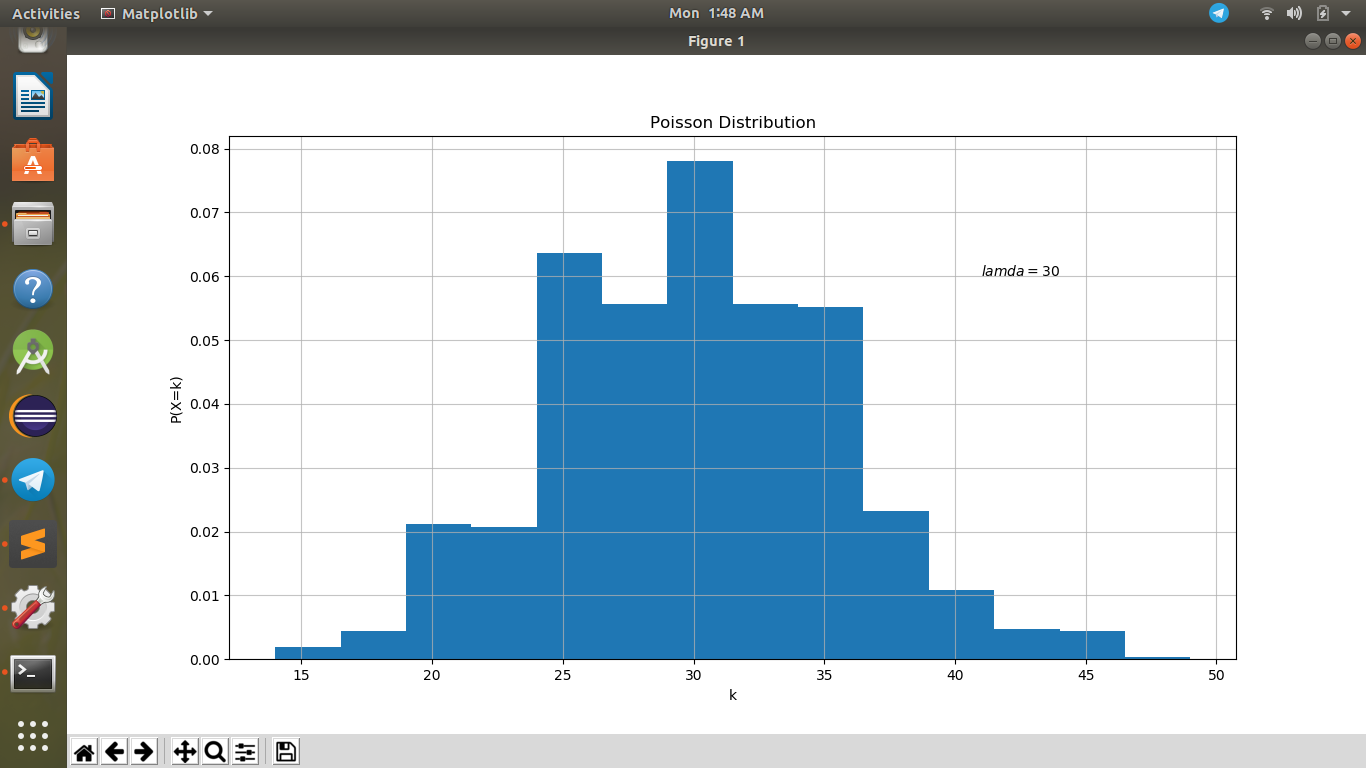 Activities Matplotlib Mon 1:48 AM
Figure 1
Poisson Distribution
0.08
0.07
0.06
0.05
0.04
0.03
0.02
0.01
0.00
P(X=k)
lamda = 30
15 20 25 30 35 40 45 50
k